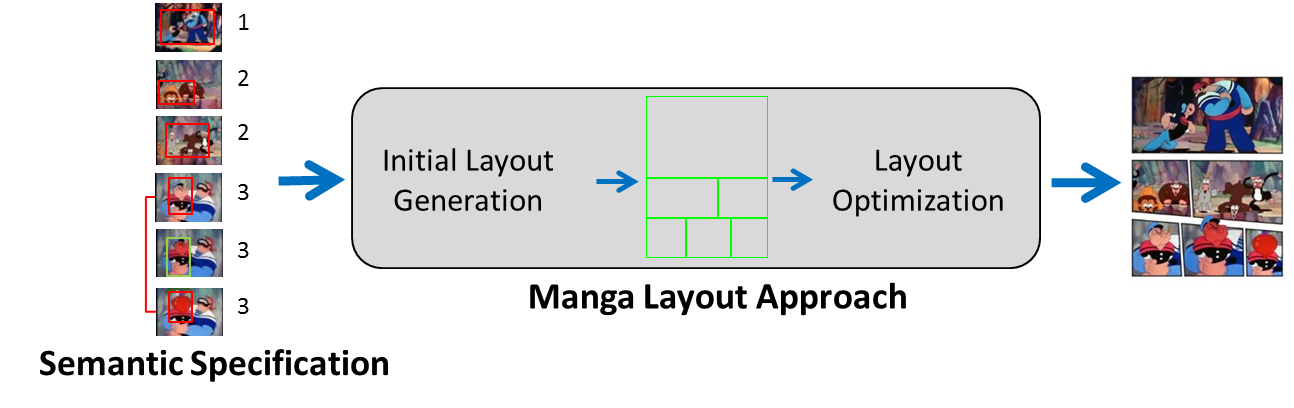 1
2
2
3
3
3
Semantic Specification
Initial Layout
Generation
Layout
Optimization
Manga Layout Approach